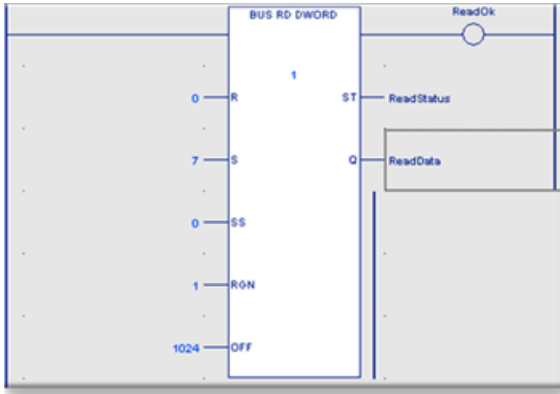 BUS RD DWORD
ReadOk
1
0 R ST ReadStatus
7 S Q ReadData
0 SS
1 RGN
1024 OFF